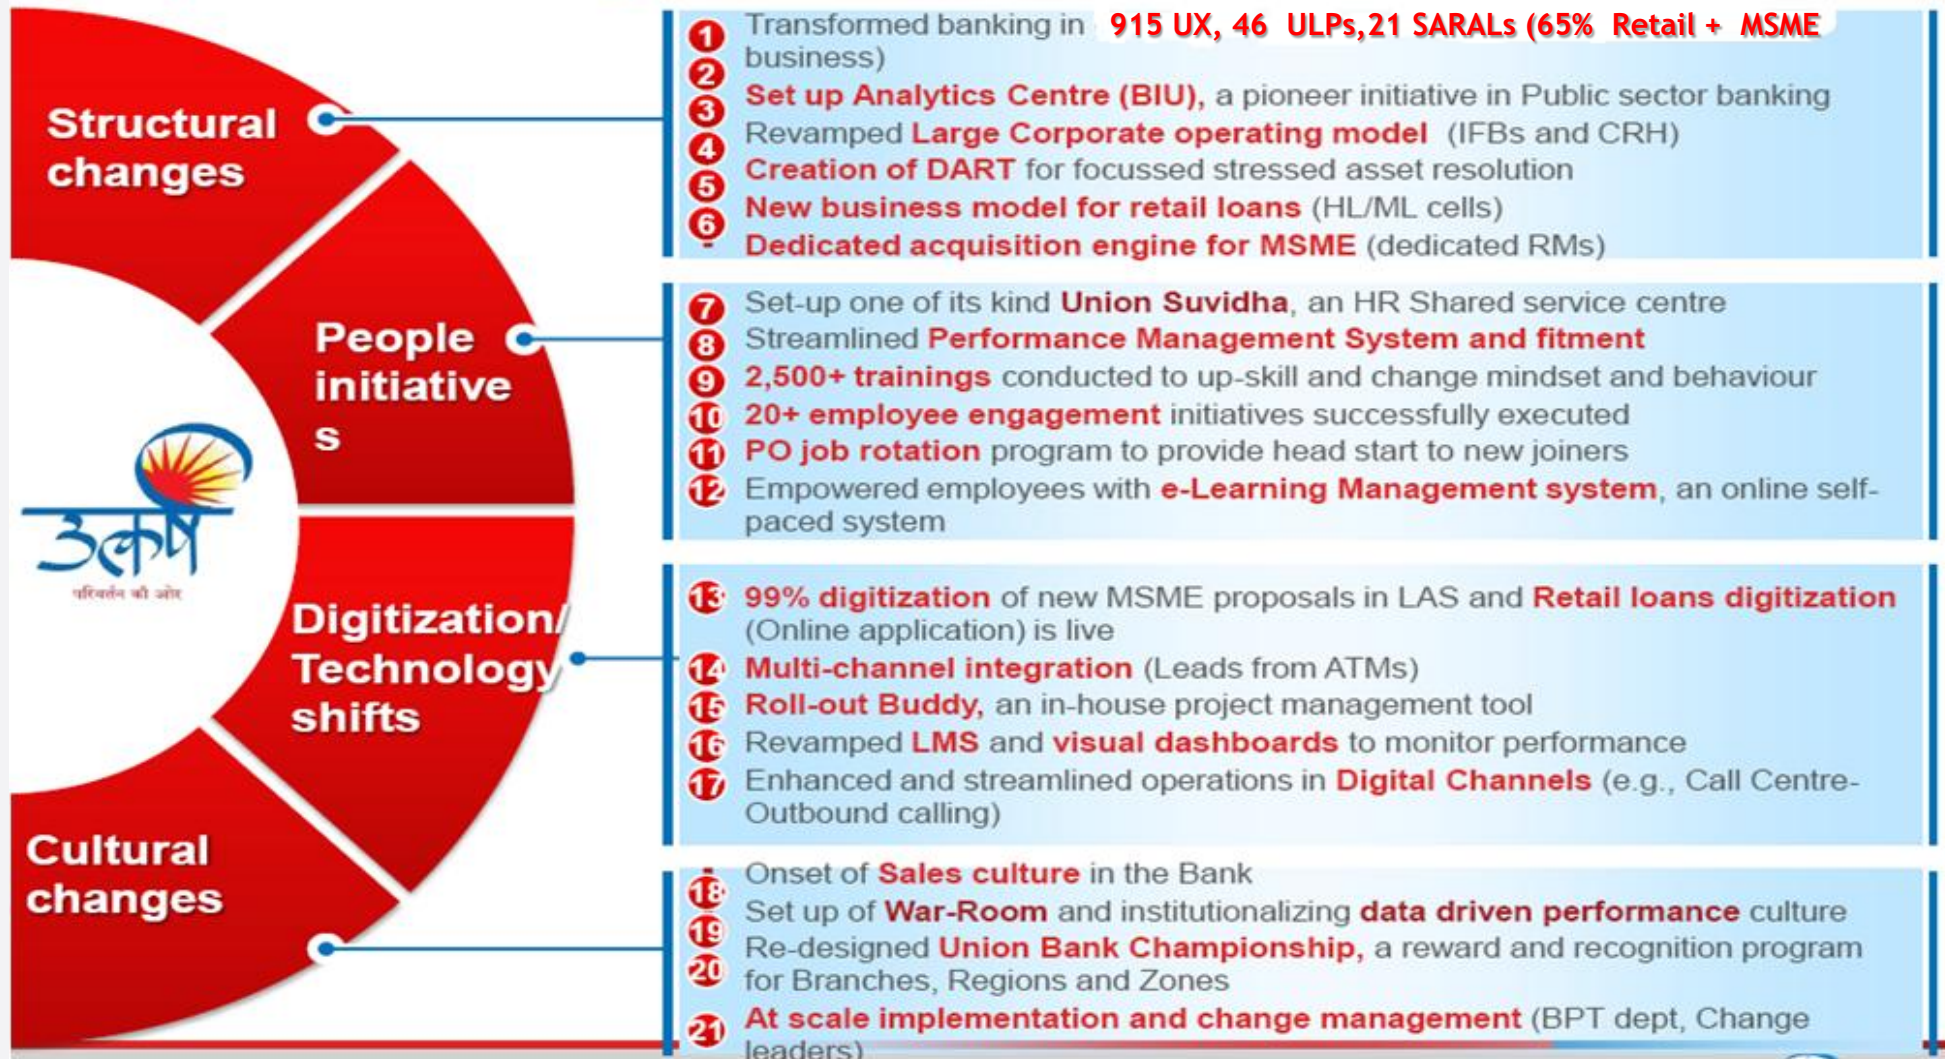 Structural
changes
1 Transformed banking in 915 UX, 46 ULPs,21 SARALs (65% Retail + MSME
business)
2 Set up Analytics Centre (BIU), a pioneer initiative in Public sector banking
3 Revamped Large Corporate operating model (IFBs and CRH)
4 Creation of DART for focussed stressed asset resolution
5 New business model for retail loans (HL/ML cells)
6 Dedicated acquisition engine for MSME (dedicated RMs)
People
initiative
s
7 Set-up one of its kind Union Suvidha, an HR Shared service centre
8 Streamlined Performance Management System and fitment
9 2,500+ trainings conducted to up-skill and change mindset and behaviour
10 20+ employee engagement initiatives successfully executed
11 PO job rotation program to provide head start to new joiners
12 Empowered employees with e-Learning Management system, an online self-
paced system
उत्कर्ष
परिवर्तन की ओर
Digitization/
Technology
shifts
13 99% digitization of new MSME proposals in LAS and Retail loans digitization
(Online application) is live
14 Multi-channel integration (Leads from ATMs)
15 Roll-out Buddy, an in-house project management tool
16 Revamped LMS and visual dashboards to monitor performance
17 Enhanced and streamlined operations in Digital Channels (e.g., Call Centre-
Outbound calling)
Cultural
changes
18 Onset of Sales culture in the Bank
19 Set up of War-Room and institutionalizing data driven performance culture
20 Re-designed Union Bank Championship, a reward and recognition program
for Branches, Regions and Zones
21 At scale implementation and change management (BPT dept, Change
leaders)